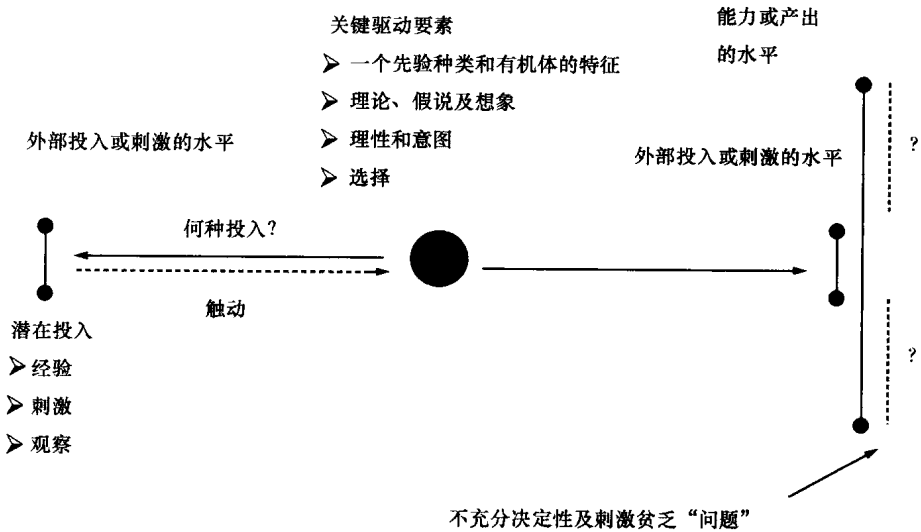 关键驱动要素
➢ 一个先验种类和有机体的特征
➢ 理论、假说及想象
➢ 理性和意图
➢ 选择
能力或产出
的水平
外部投入或刺激的水平
外部投入或刺激的水平
?
何种投入?
触动
潜在投入
➢ 经验
➢ 刺激
➢ 观察
?
不充分决定性及刺激贫乏“问题”